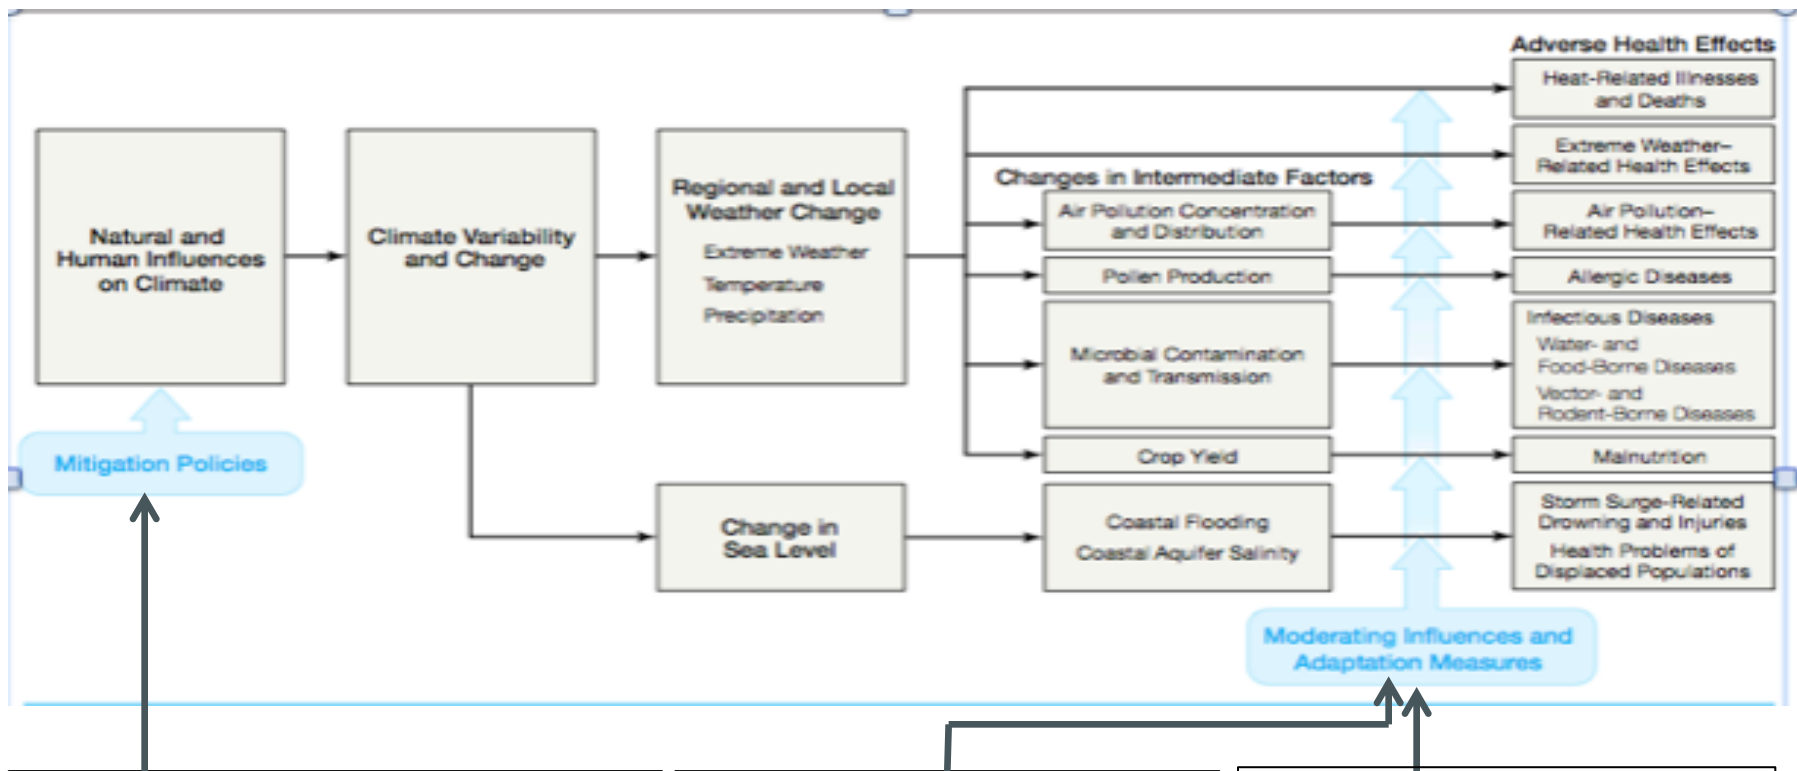 Adverse Health Effects
Heat-Related Illnesses
and Deaths
Extreme Weather–
Related Health Effects
Changes in Intermediate Factors
Regional and Local
Weather Change
Extreme Weather
Temperature
Precipitation
Natural and
Human Influences
on Climate
Climate Variability
and Change
Air Pollution Concentration
and Distribution
Air Pollution–
Related Health Effects
Pollen Production
Allergic Diseases
Microbial Contamination
and Transmission
Infectious Diseases
Water- and
Food-Borne Diseases
Vector- and
Rodent-Borne Diseases
Crop Yield
Malnutrition
Mitigation Policies
Change in
Sea Level
Coastal Flooding
Coastal Aquifer Salinity
Storm Surge-Related
Drowning and Injuries
Health Problems of
Displaced Populations
Moderating Influences and
Adaptation Measures